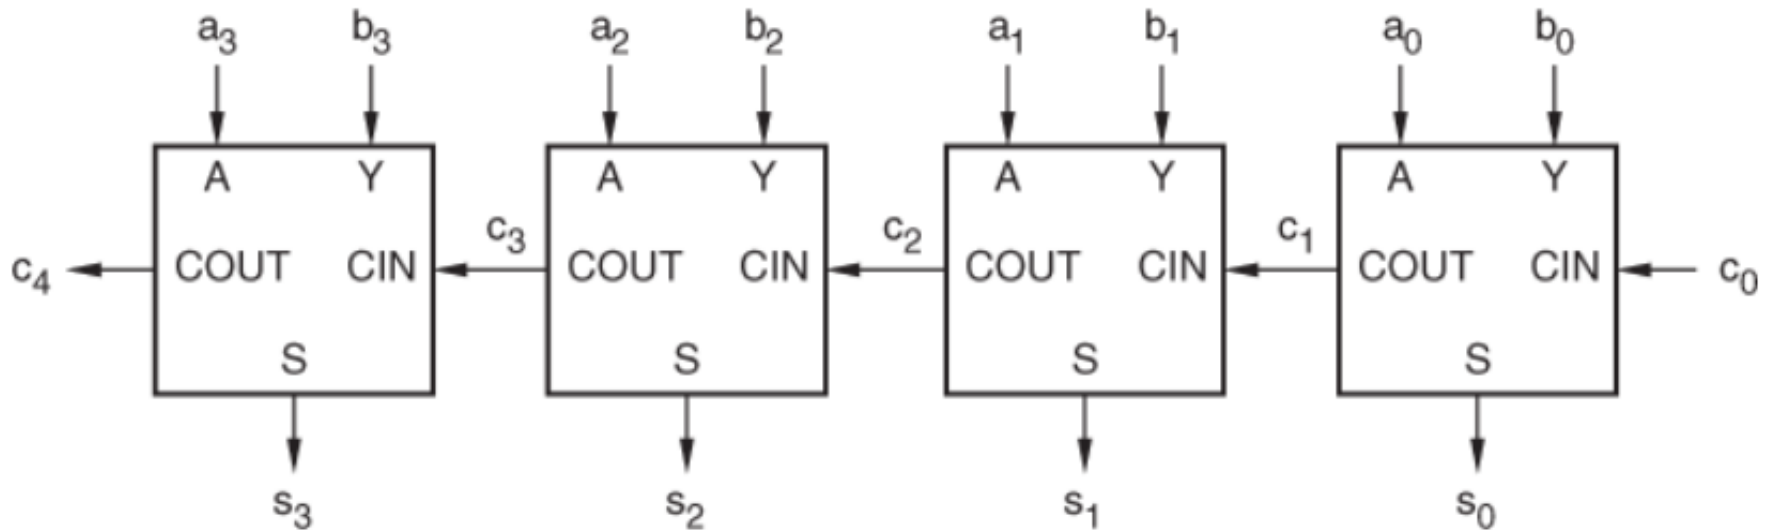 a₃ b₃ a₂ b₂ a₁ b₁ a₀ b₀
A Y A Y A Y A Y
c₃ c₂ c₁
c₄ COUT CIN COUT CIN COUT CIN COUT CIN c₀
S S S S
s₃ s₂ s₁ s₀